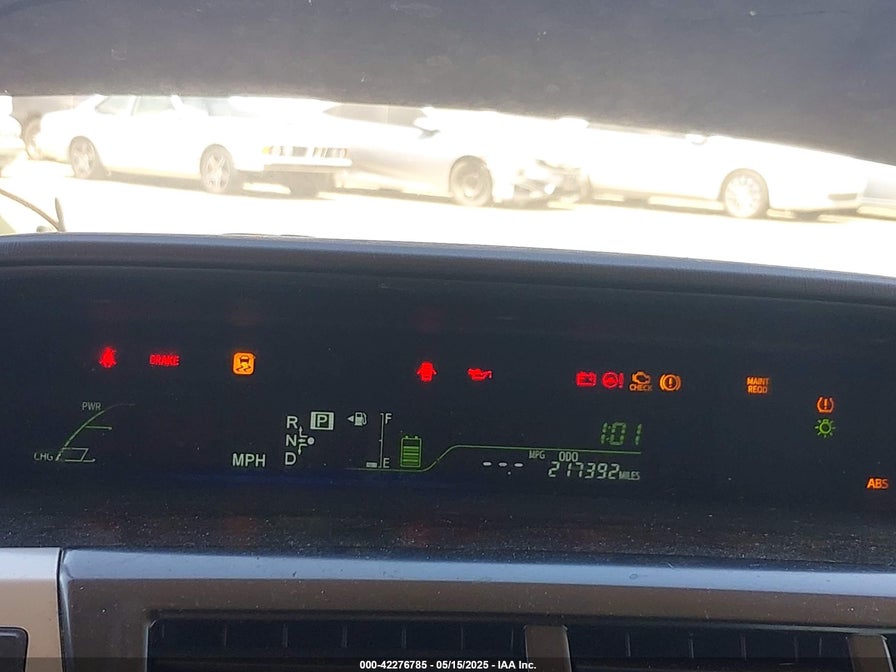 BRAKE
CHECK
MAINT
REQD
PWR
CHG
MPH
R
P
N
D
F
E
1:01
MPG ODO
---.- 217392 MILES
ABS
000-42276785 - 05/15/2025 - IAA Inc.